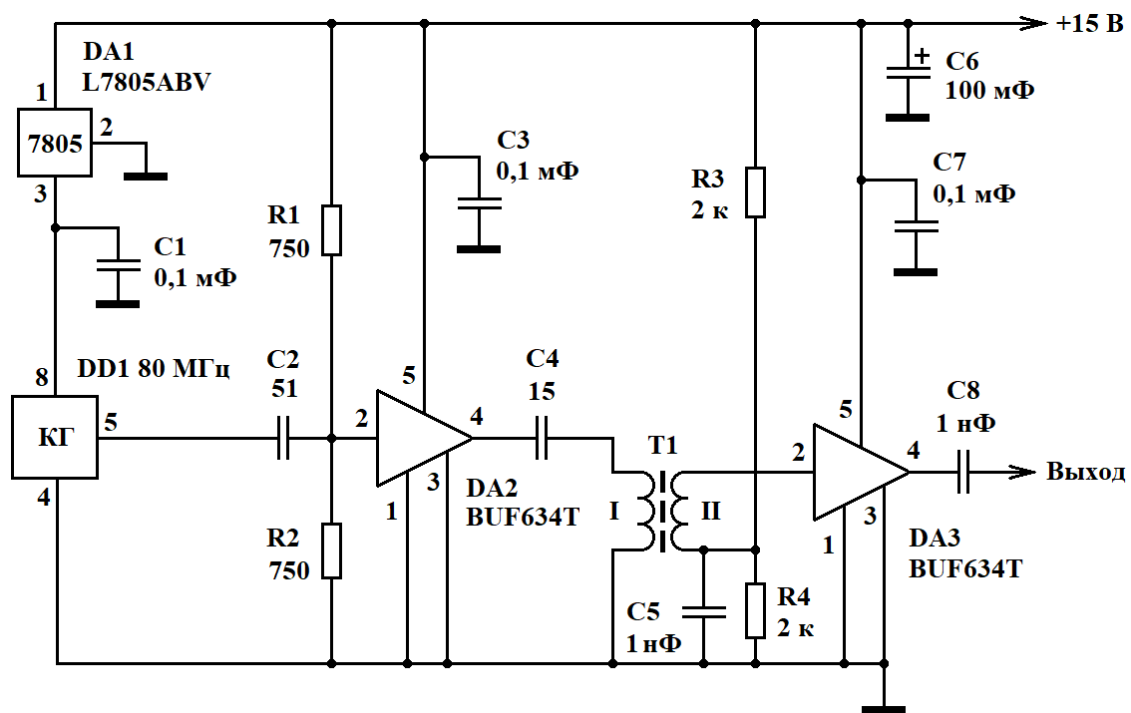 +15 В
DA1
L7805ABV
1
7805
2
3
C1
0,1 мФ
C3
0,1 мФ
R1
750
R3
2 к
C6
+
100 мФ
C7
0,1 мФ
8
DD1 80 МГц
КГ
5
4
C2
51
2
5
4
1
3
DA2
BUF634T
R2
750
C4
15
T1
I
II
C5
1 нФ
R4
2 к
2
5
4
1
3
DA3
BUF634T
C8
1 нФ
Выход